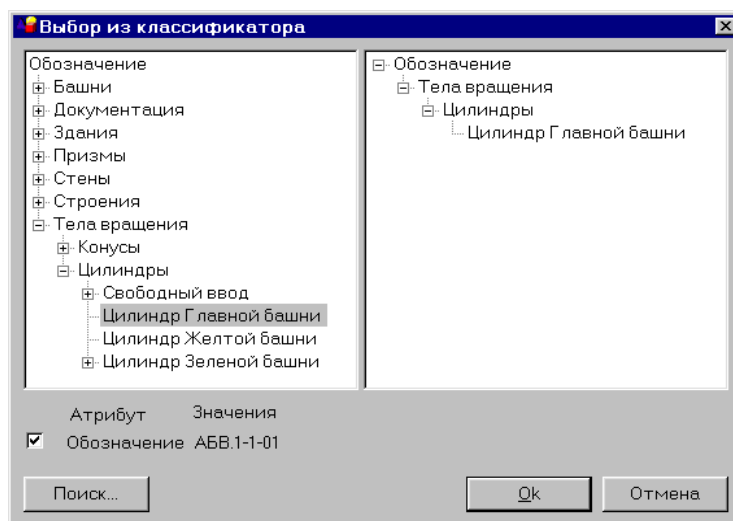 Выбор из классификатора
Обозначение
Башни
Документация
Здания
Призмы
Стены
Строения
Тела вращения
Конусы
Цилиндры
Свободный ввод
Цилиндр Главной башни
Цилиндр Желтой башни
Цилиндр Зеленой башни
Обозначение
Тела вращения
Цилиндры
Цилиндр Главной башни
Атрибут Значения
Обозначение АБВ.1-1-01
Поиск... Ok Отмена